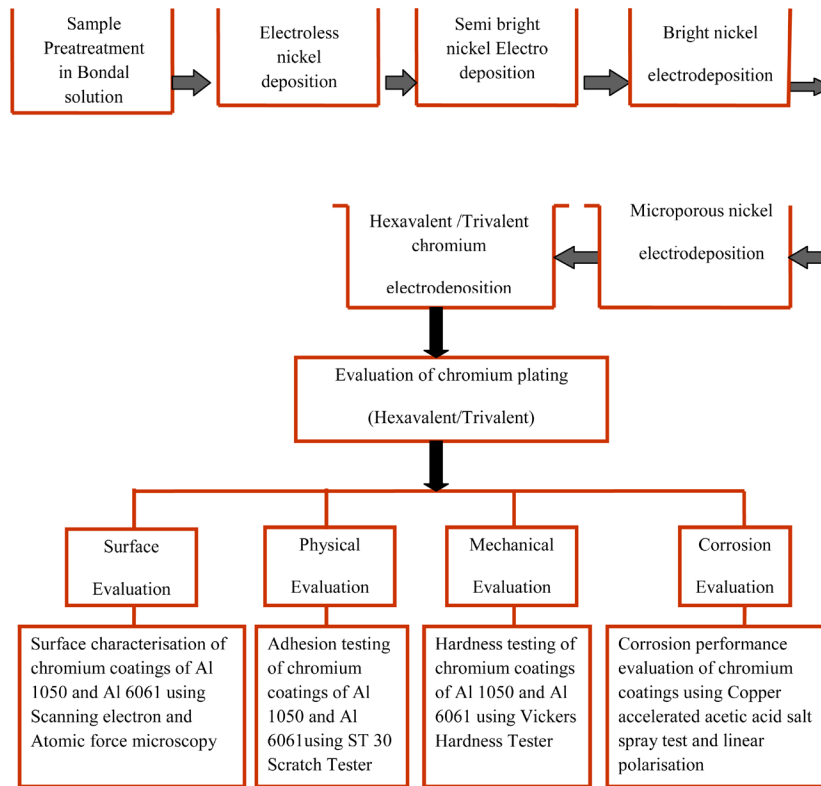 Sample
Preatreatment
in Bondal
solution
Electroless
nickel
deposition
Semi bright
nickel Electro
deposition
Bright nickel
electrodeposition
Microporous nickel
electrodeposition
Hexavalent /Trivalent
chromium
electrodeposition
Evaluation of chromium plating
(Hexavalent/Trivalent)
Surface
Evaluation
Physical
Evaluation
Mechanical
Evaluation
Corrosion
Evaluation
Surface characterisation of
chromium coatings of Al
1050 and Al 6061 using
Scanning electron and
Atomic force microscopy
Adhesion testing
of chromium
coatings of Al
1050 and Al
6061using ST 30
Scratch Tester
Hardness testing of
chromium coatings
of Al 1050 and Al
6061 using Vickers
Hardness Tester
Corrosion performance
evaluation of chromium
coatings using Copper
accelerated acetic acid salt
spray test and linear
polarisation